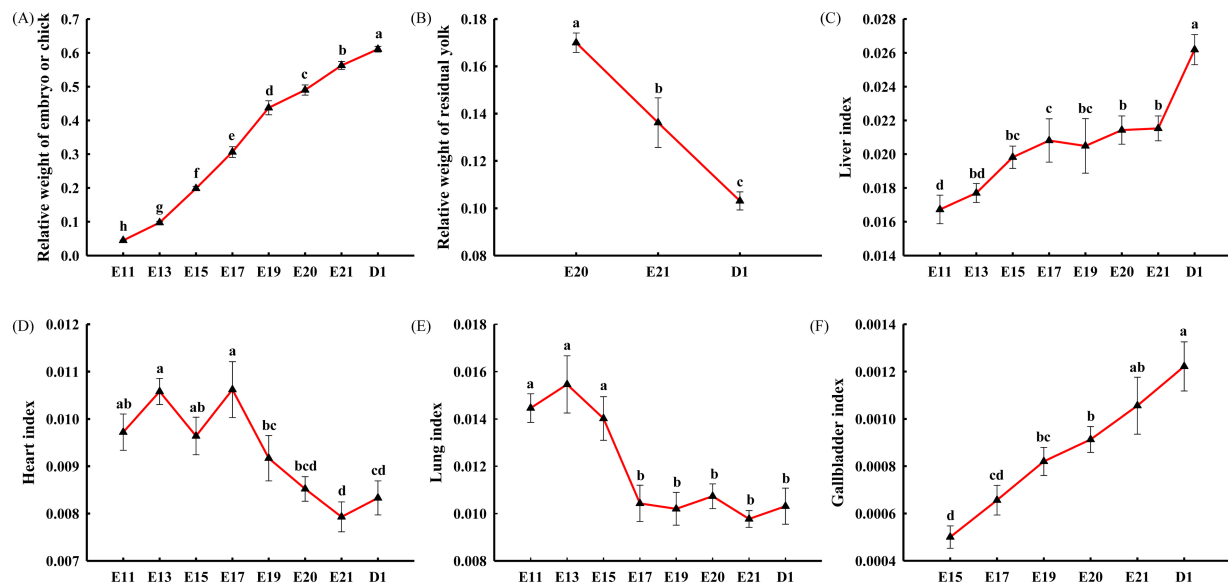 (A)
Relative weight of embryo or chick
0.7
0.6
0.5
0.4
0.3
0.2
0.1
0.0
h
g
f
e
d
c
b
a
E11 E13 E15 E17 E19 E20 E21 D1
(B)
Relative weight of residual yolk
0.20
0.18
0.16
0.14
0.12
0.10
0.08
a
b
c
E20 E21 D1
(C)
Liver index
0.028
0.026
0.024
0.022
0.020
0.018
0.016
0.014
d
bd
bc
c
bc
b
b
a
E11 E13 E15 E17 E19 E20 E21 D1
(D)
Heart index
0.012
0.011
0.010
0.009
0.008
0.007
ab
a
ab
a
bc
bcd
d
cd
E11 E13 E15 E17 E19 E20 E21 D1
(E)
Lung index
0.018
0.016
0.014
0.012
0.010
0.008
a
a
a
b
b
b
b
b
E11 E13 E15 E17 E19 E20 E21 D1
(F)
Gallbladder index
0.0014
0.0012
0.0010
0.0008
0.0006
0.0004
d
cd
bc
b
ab
a
E15 E17 E19 E20 E21 D1